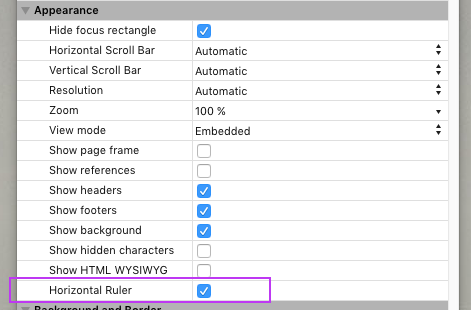 Appearance
Hide focus rectangle
Horizontal Scroll Bar Automatic
Vertical Scroll Bar Automatic
Resolution Automatic
Zoom 100 %
View mode Embedded
Show page frame
Show references
Show headers
Show footers
Show background
Show hidden characters
Show HTML WYSIWYG
Horizontal Ruler
Background and Border